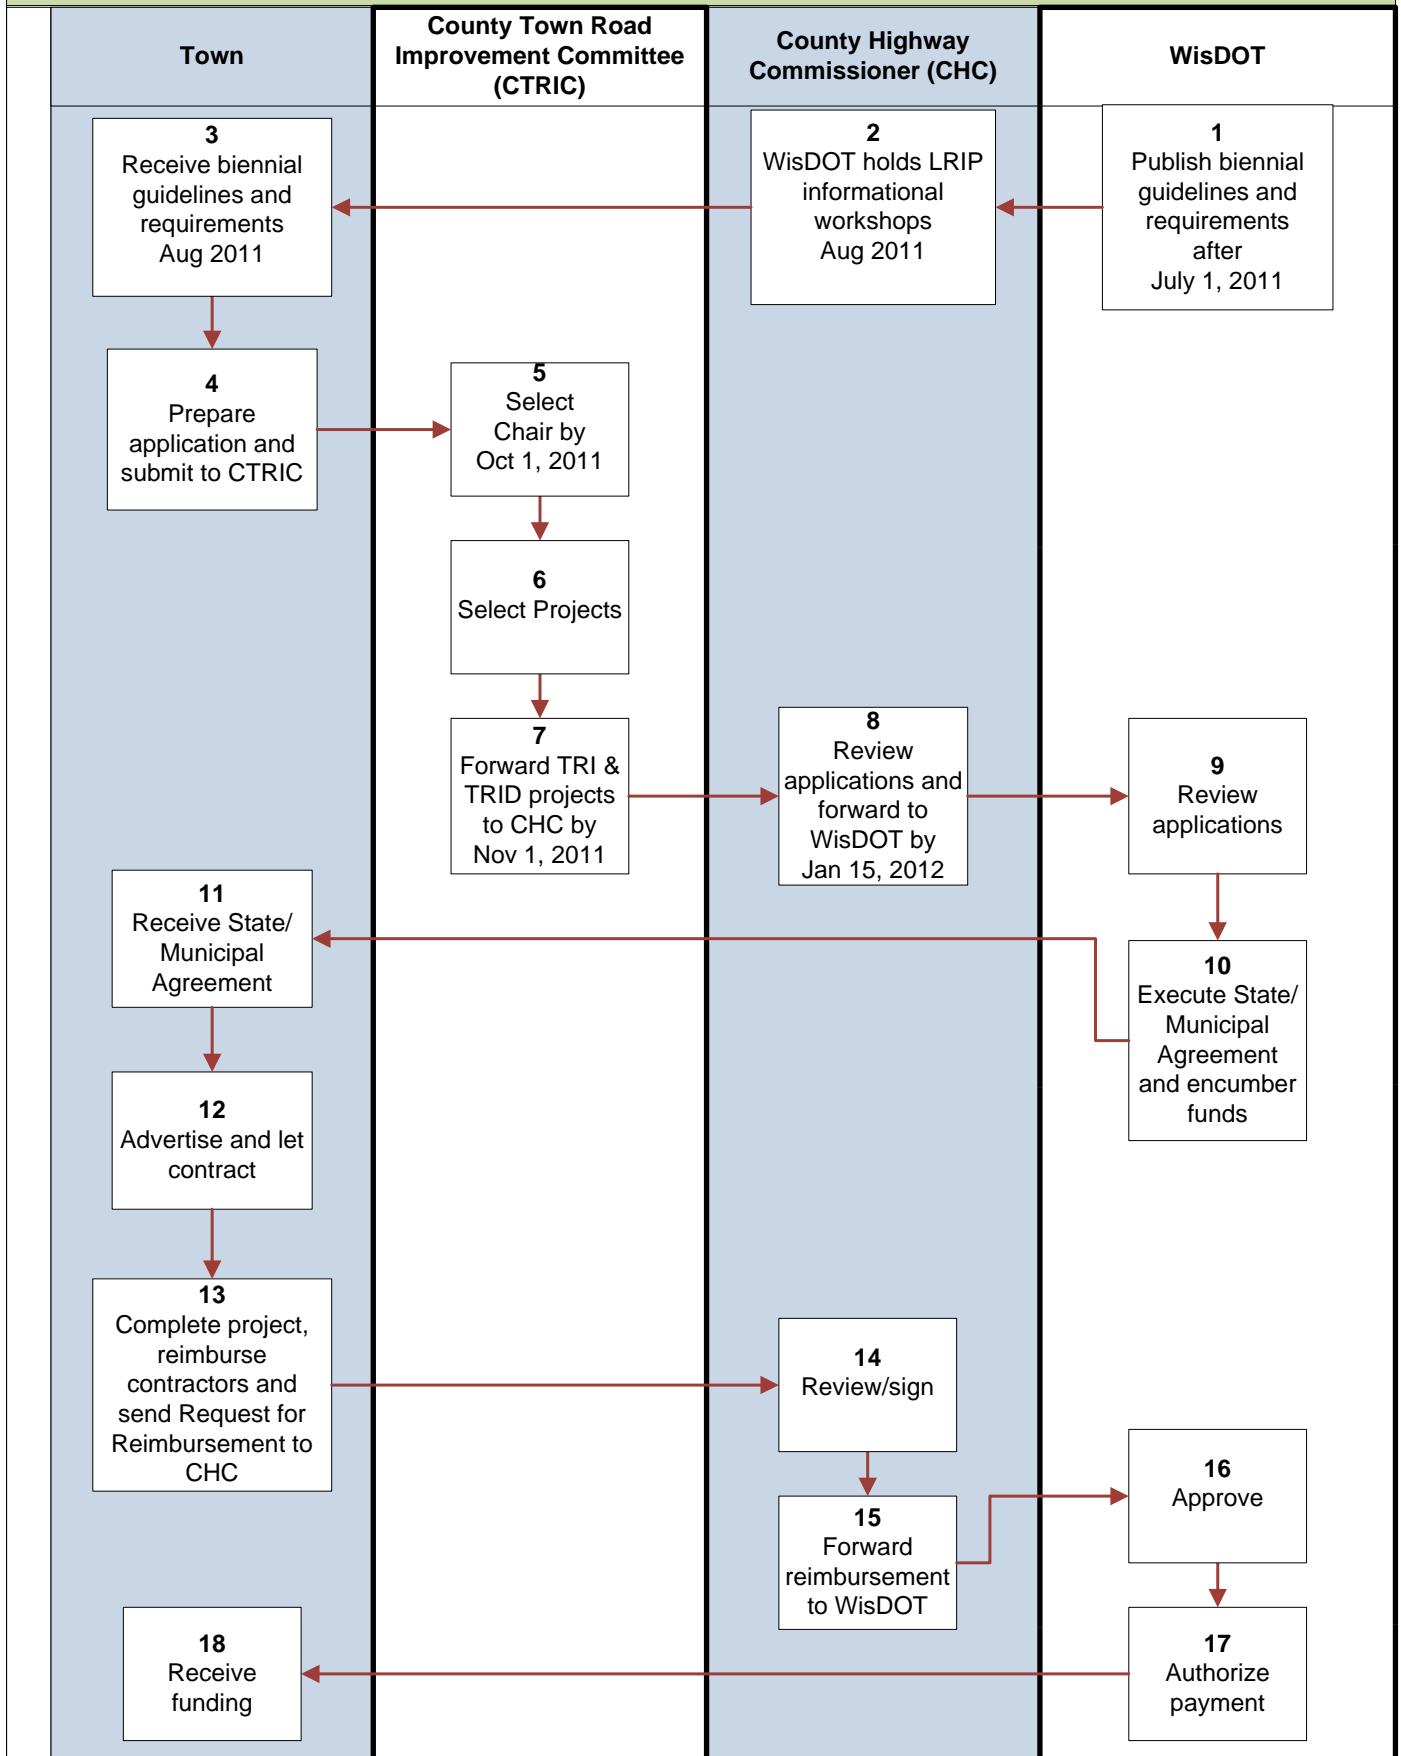 Town
County Town Road
Improvement Committee
(CTRIC)
County Highway
Commissioner (CHC)
WisDOT
1
Publish biennial
guidelines and
requirements
after
July 1, 2011
2
WisDOT holds LRIP
informational
workshops
Aug 2011
3
Receive biennial
guidelines and
requirements
Aug 2011
4
Prepare
application and
submit to CTRIC
5
Select
Chair by
Oct 1, 2011
6
Select Projects
7
Forward TRI &
TRID projects
to CHC by
Nov 1, 2011
8
Review
applications and
forward to
WisDOT by
Jan 15, 2012
9
Review
applications
10
Execute State/
Municipal
Agreement
and encumber
funds
11
Receive State/
Municipal
Agreement
12
Advertise and let
contract
13
Complete project,
reimburse
contractors and
send Request for
Reimbursement to
CHC
14
Review/sign
15
Forward
reimbursement
to WisDOT
16
Approve
17
Authorize
payment
18
Receive
funding